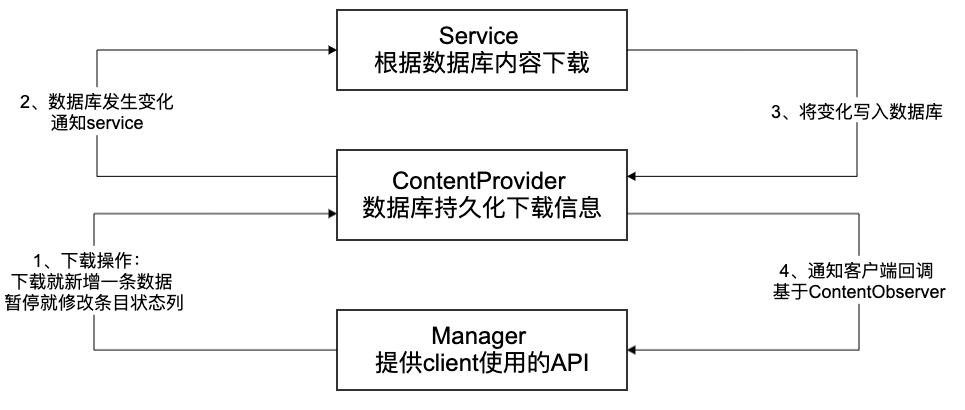 Service
根据数据库内容下载
2、数据库发生变化
通知service
3、将变化写入数据库
ContentProvider
数据库持久化下载信息
1、下载操作：
下载就新增一条数据
暂停就修改条目状态列
4、通知客户端回调
基于ContentObserver
Manager
提供client使用的API